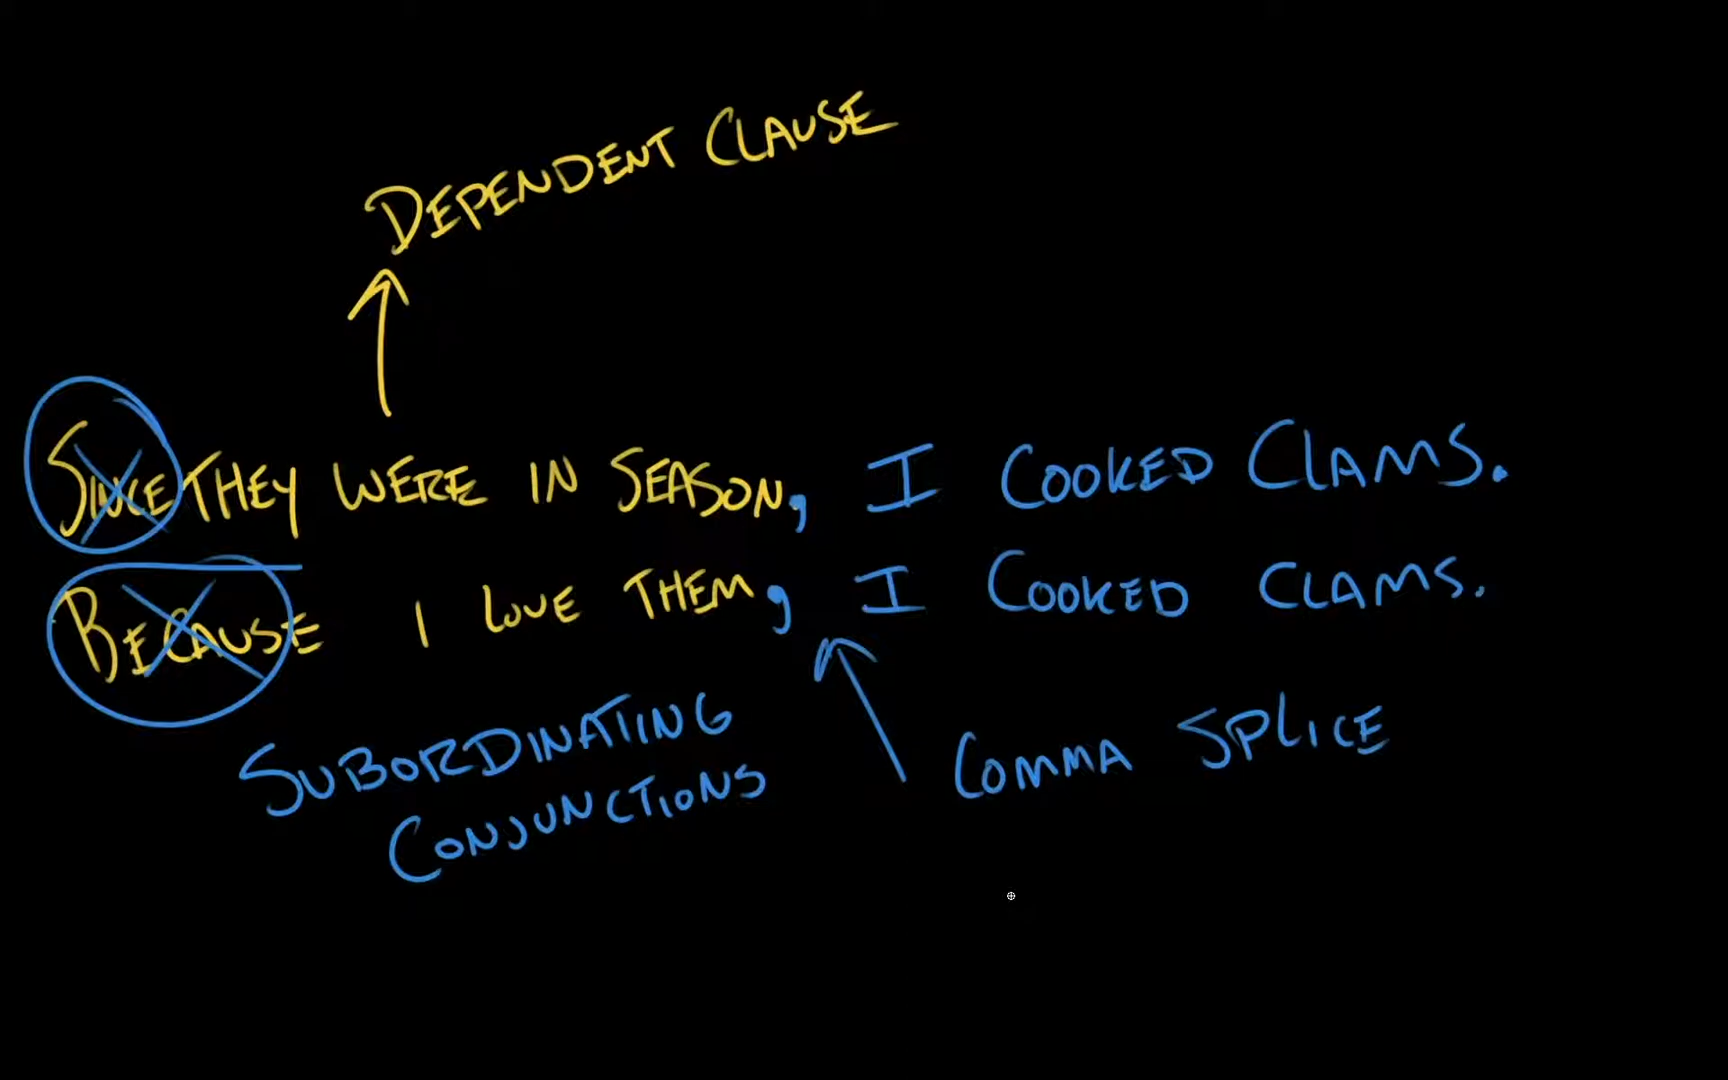 DEPENDENT CLAUSE
SINCE THEY WERE IN SEASON, I COOKED CLAMS.
BECAUSE I LOVE THEM, I COOKED CLAMS.
SUBORDINATING
CONJUNCTIONS
COMMA SPLICE